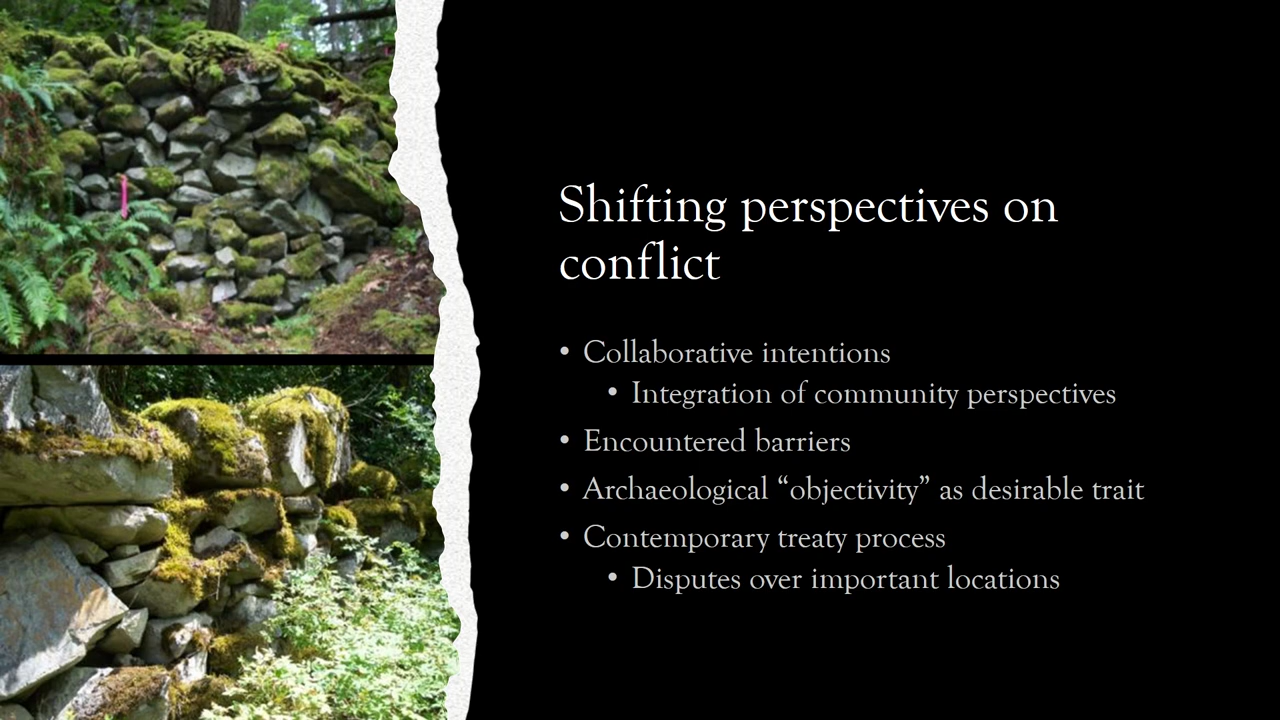 Shifting perspectives on
conflict
• Collaborative intentions
• Integration of community perspectives
• Encountered barriers
• Archaeological “objectivity” as desirable trait
• Contemporary treaty process
• Disputes over important locations